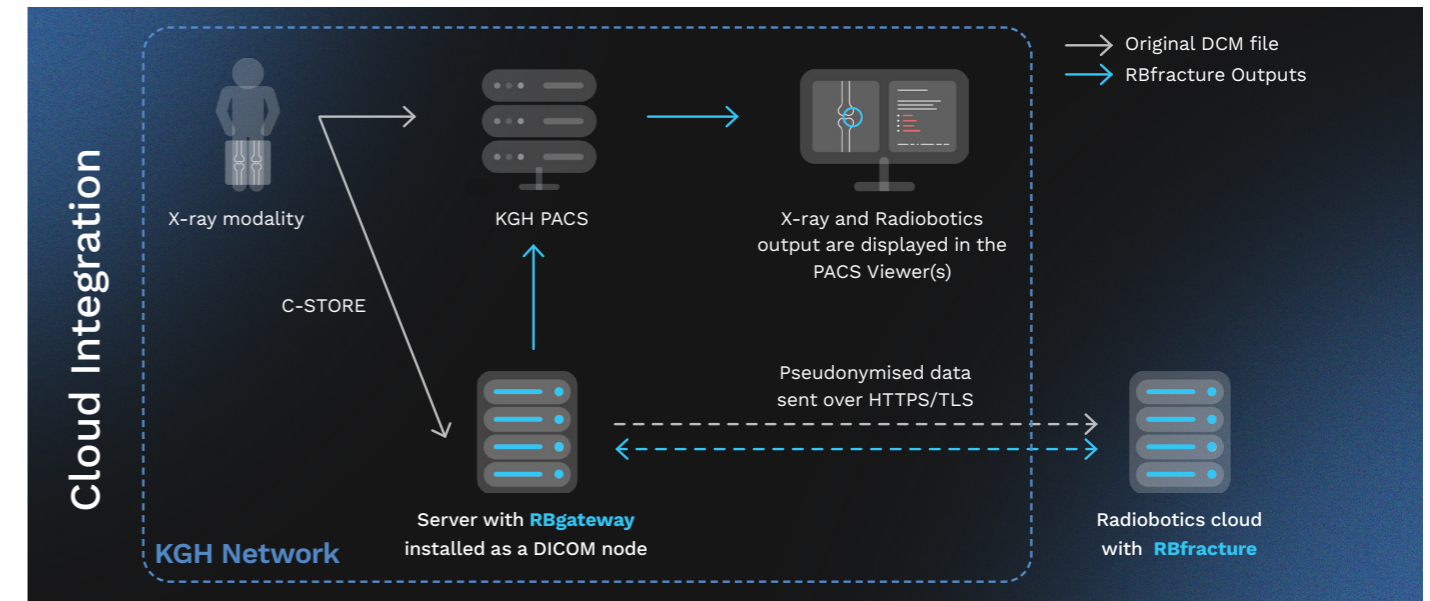 Cloud Integration
Original DCM file
RBfracture Outputs
X-ray modality
KGH PACS
X-ray and Radiobotics
output are displayed in the
PACS Viewer(s)
C-STORE
Pseudonymised data
sent over HTTPS/TLS
Server with RBgateway
installed as a DICOM node
Radiobotics cloud
with RBfracture
KGH Network